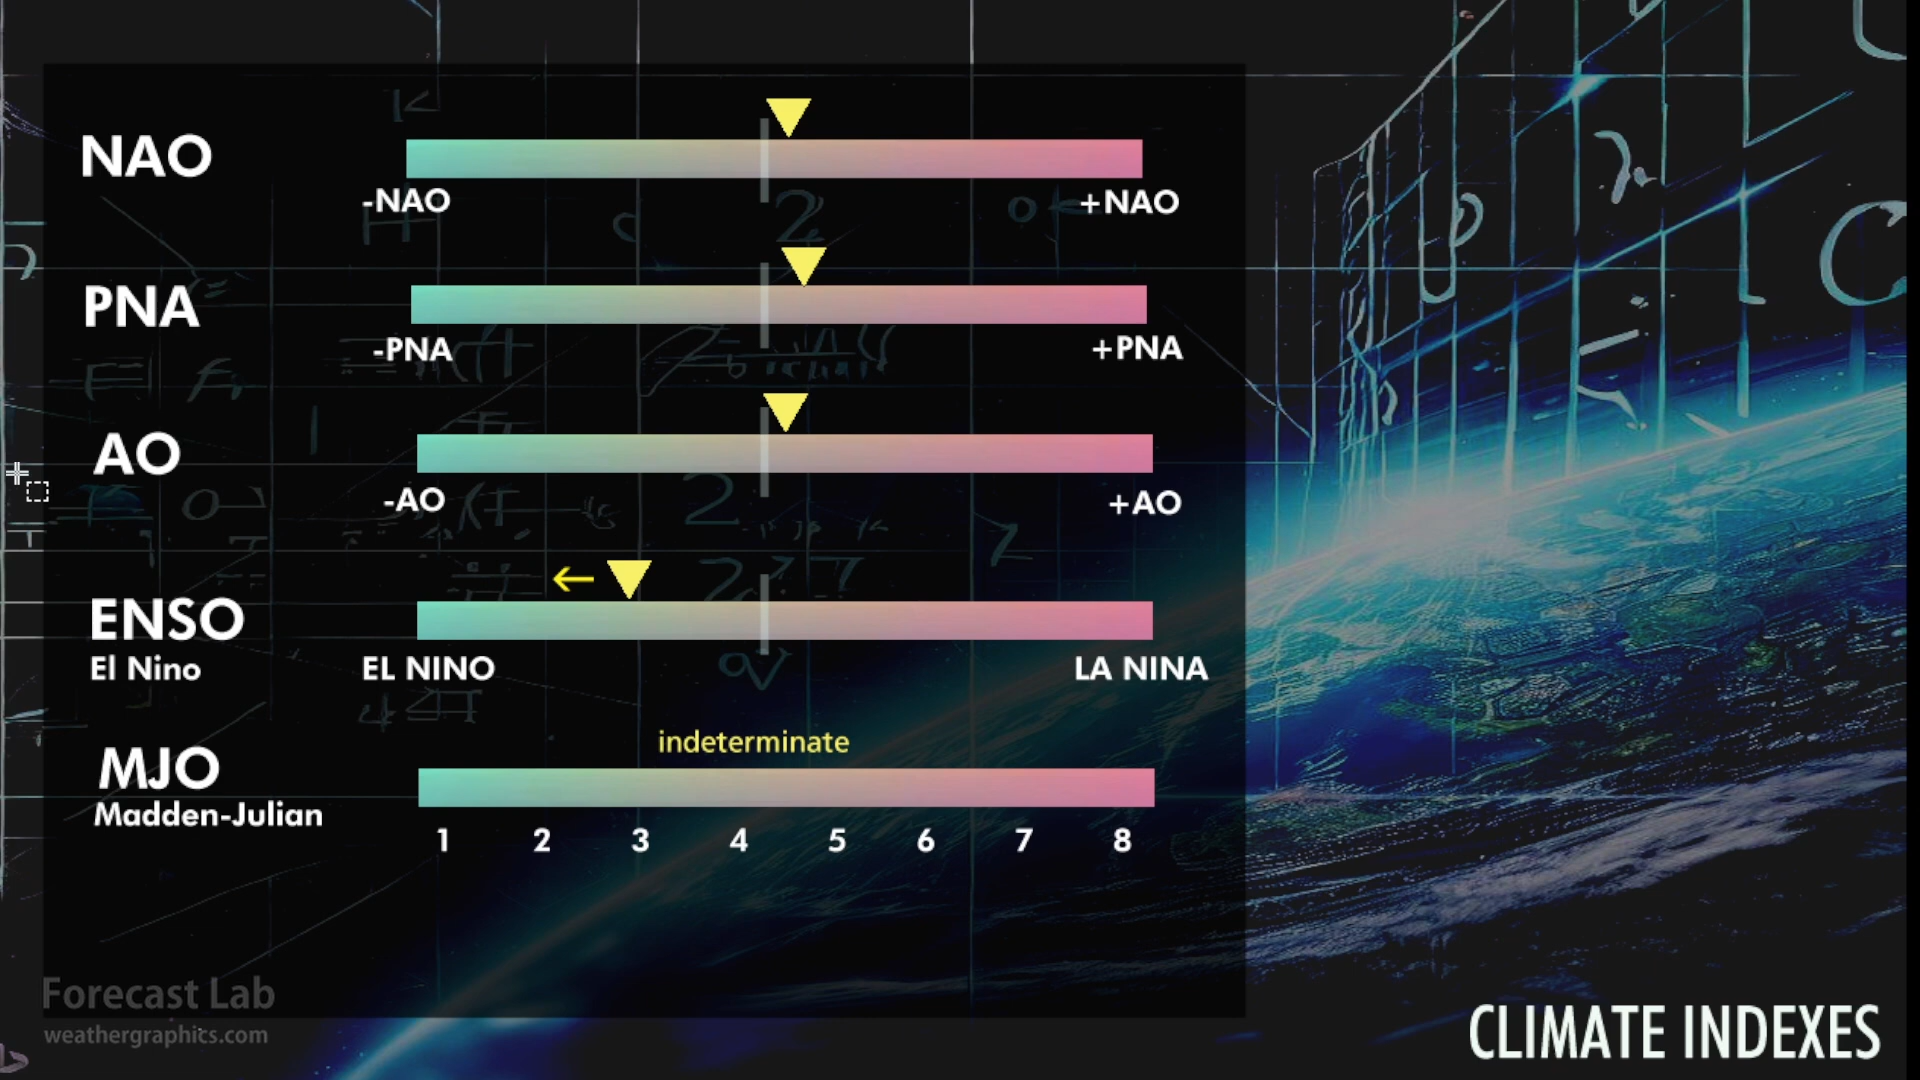 NAO
-NAO
+NAO
PNA
-PNA
+PNA
AO
-AO
+AO
ENSO
El Nino
EL NINO
LA NINA
indeterminate
MJO
Madden-Julian
1 2 3 4 5 6 7 8
Forecast Lab
weathergraphics.com
CLIMATE INDEXES